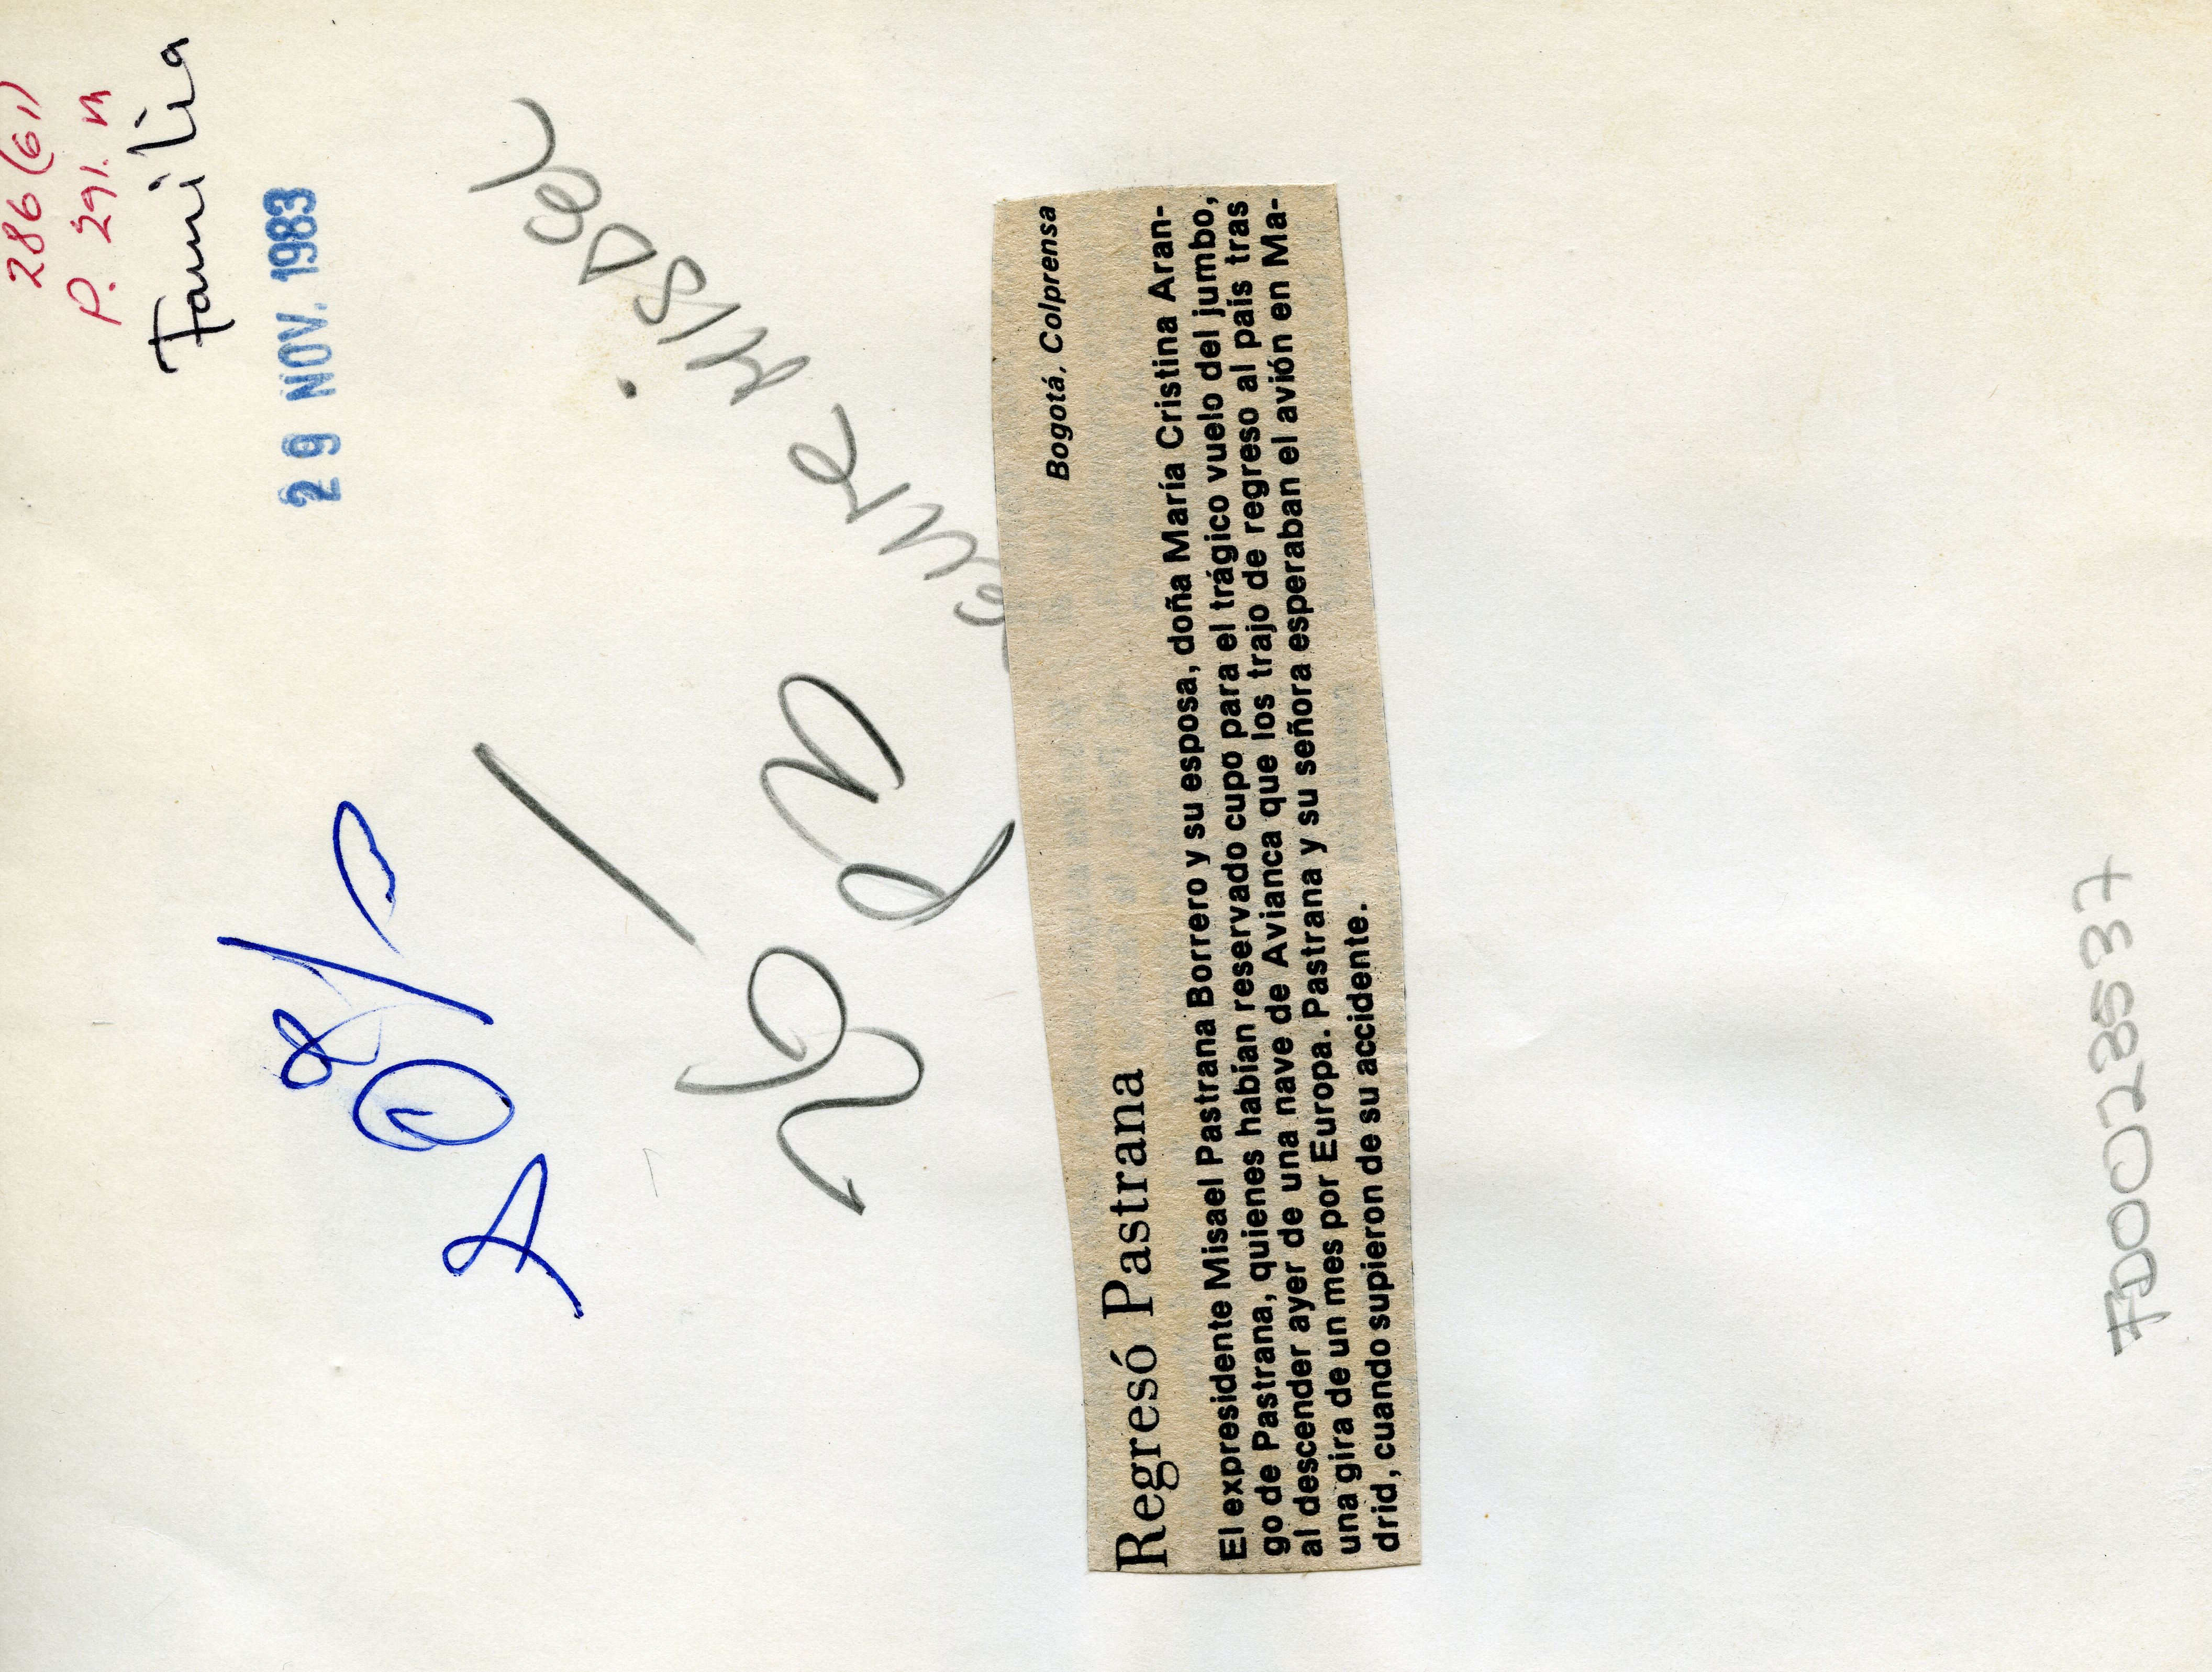 286 (61)
P. 291. M
Familia
29 NOV. 1983
Misael
Regresó Pastrana
Bogotá, Colprensa
El expresidente Misael Pastrana Borrero y su esposa, doña María Cristina Aran-
go de Pastrana, quienes habían reservado cupo para el trágico vuelo del jumbo,
al descender ayer de una nave de Avianca que los trajo de regreso al país tras
una gira de un mes por Europa. Pastrana y su señora esperaban el avión en Ma-
drid, cuando supieron de su accidente.
FD0023537